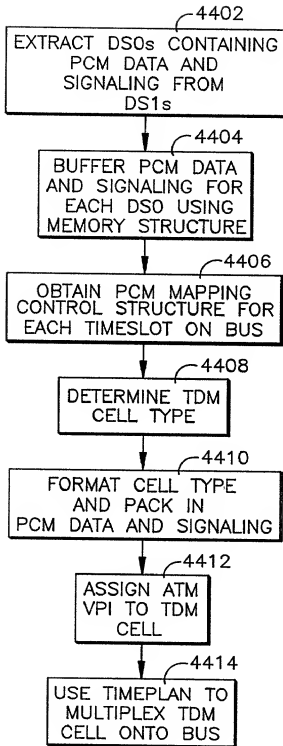 4402
EXTRACT DS0s CONTAINING
PCM DATA AND
SIGNALING FROM
DS1s
4404
BUFFER PCM DATA
AND SIGNALING FOR
EACH DS0 USING
MEMORY STRUCTURE
4406
OBTAIN PCM MAPPING
CONTROL STRUCTURE FOR
EACH TIMESLOT ON BUS
4408
DETERMINE TDM
CELL TYPE
4410
FORMAT CELL TYPE
AND PACK IN
PCM DATA AND SIGNALING
4412
ASSIGN ATM
VPI TO TDM
CELL
4414
USE TIMEPLAN TO
MULTIPLEX TDM
CELL ONTO BUS